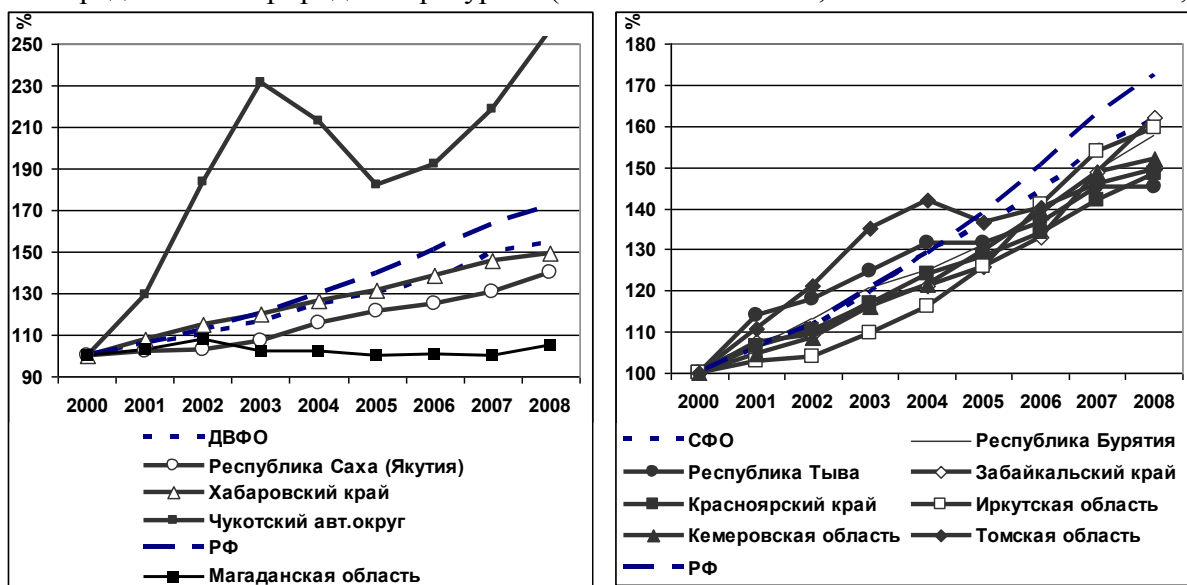 %
250
230
210
190
170
150
130
110
90
2000 2001 2002 2003 2004 2005 2006 2007 2008
ДВФО
Республика Саха (Якутия)
Хабаровский край
Чукотский авт.округ
РФ
Магаданская область
%
180
170
160
150
140
130
120
110
100
2000 2001 2002 2003 2004 2005 2006 2007 2008
СФО Республика Бурятия
Республика Тыва Забайкальский край
Красноярский край Иркутская область
Кемеровская область Томская область
РФ